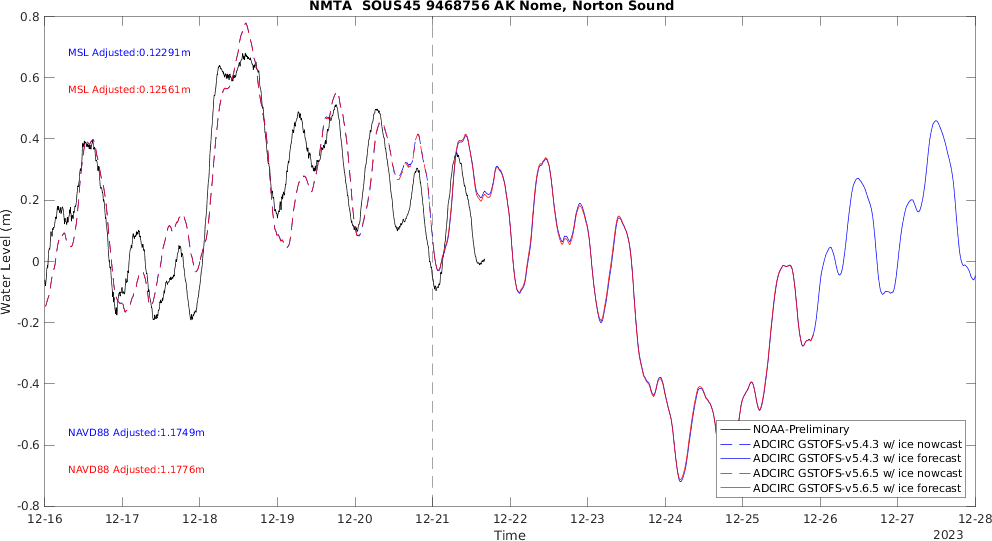 NMTA  SOUS45 9468756 AK Nome, Norton Sound
MSL Adjusted:0.12291m
MSL Adjusted:0.12561m
NAVD88 Adjusted:1.1749m
NAVD88 Adjusted:1.1776m
Water Level (m)
0.8
0.6
0.4
0.2
0
-0.2
-0.4
-0.6
-0.8
NOAA-Preliminary
ADCIRC GSTOFS-v5.4.3 w/ ice nowcast
ADCIRC GSTOFS-v5.4.3 w/ ice forecast
ADCIRC GSTOFS-v5.6.5 w/ ice nowcast
ADCIRC GSTOFS-v5.6.5 w/ ice forecast
12-16 12-17 12-18 12-19 12-20 12-21 12-22 12-23 12-24 12-25 12-26 12-27 12-28
Time
2023